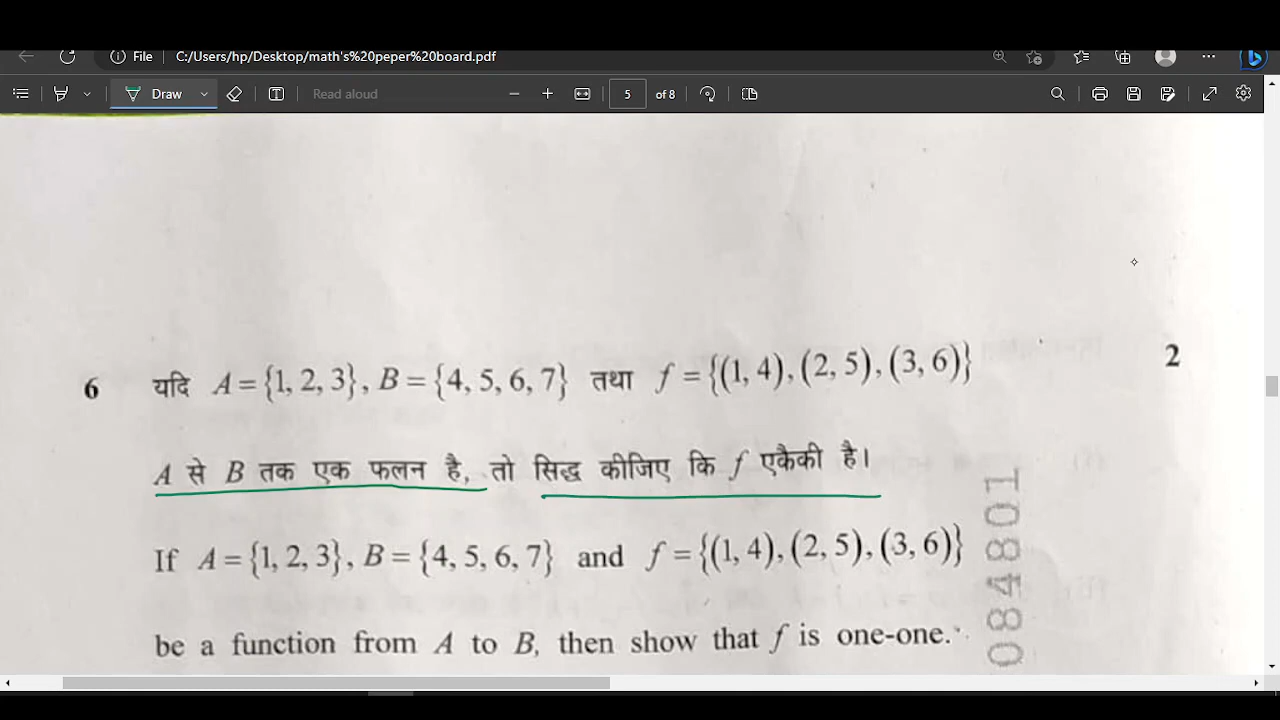 File | C:/Users/hp/Desktop/math's%20peper%20board.pdf
Draw Read aloud 5 of 8
2
6 यदि A = {1, 2, 3}, B = {4, 5, 6, 7} तथा f = {(1, 4), (2, 5), (3, 6)}
A से B तक एक फलन है, तो सिद्ध कीजिए कि f एकैकी है।
If A = {1, 2, 3}, B = {4, 5, 6, 7} and f = {(1, 4), (2, 5), (3, 6)}
be a function from A to B, then show that f is one-one.
084801